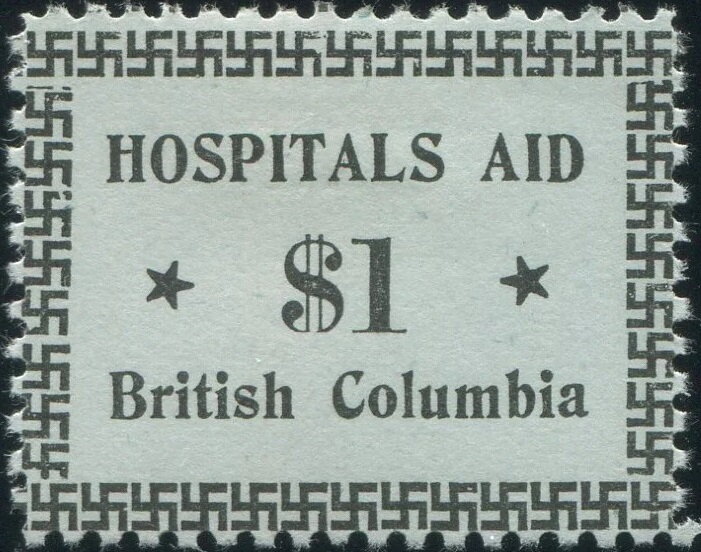 HOSPITALS AID
$1
British Columbia